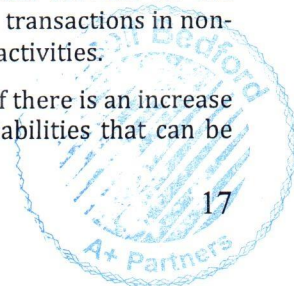 transactions in non-
activities.
f there is an increase
abilities that can be
Bedford
17
A+ Partners